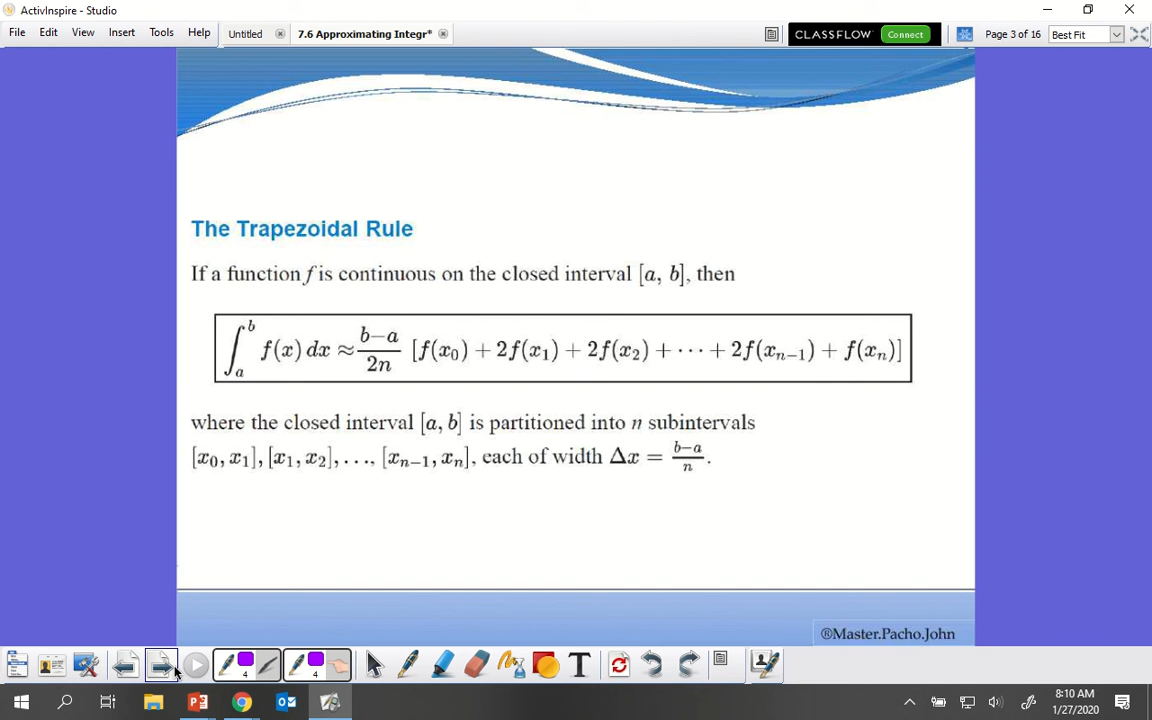 ActivInspire - Studio
File Edit View Insert Tools Help Untitled 7.6 Approximating Integr* CLASSFLOW Connect Page 3 of 16 Best Fit
The Trapezoidal Rule
If a function f is continuous on the closed interval [a, b], then
∫_a^b f(x) dx ≈ (b−a)/(2n) [f(x₀) + 2f(x₁) + 2f(x₂) + ⋯ + 2f(xₙ₋₁) + f(xₙ)]
where the closed interval [a, b] is partitioned into n subintervals
[x₀, x₁], [x₁, x₂], . . ., [xₙ₋₁, xₙ], each of width Δx = (b−a)/n.
®Master.Pacho.John
4 4 T
8:10 AM
1/27/2020